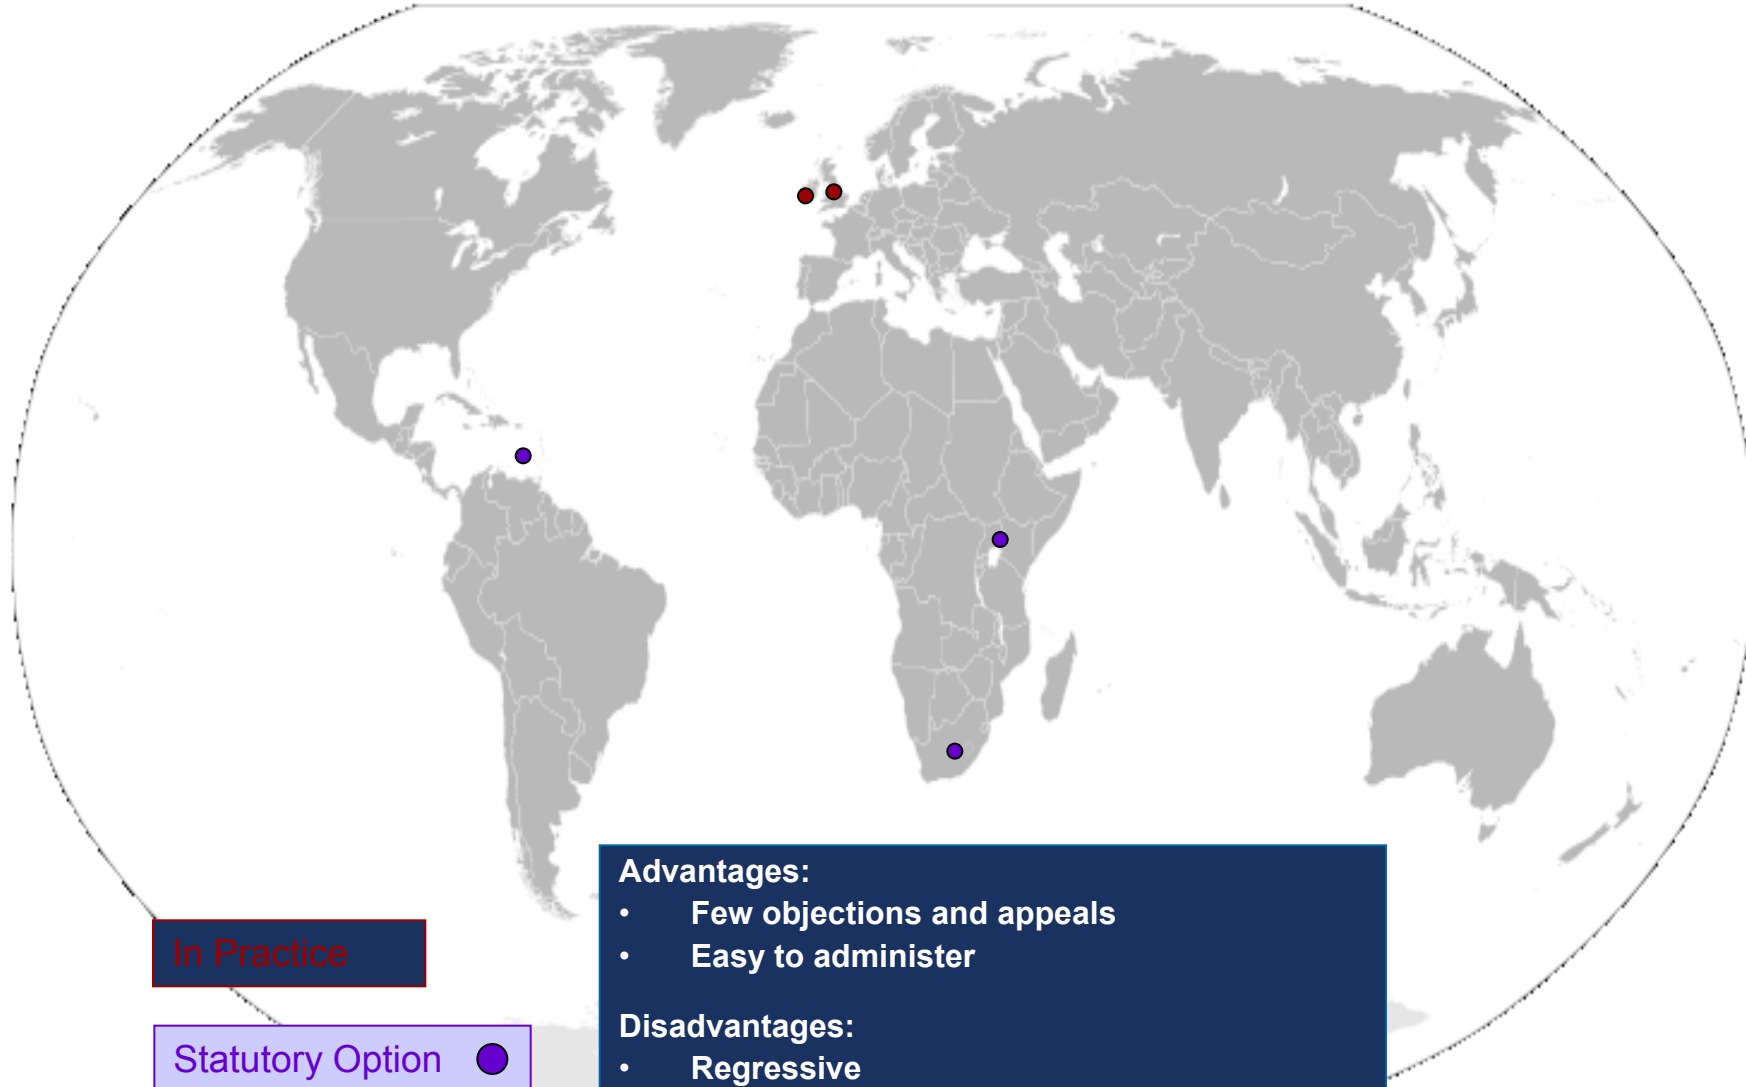 Advantages:
• Few objections and appeals
• Easy to administer
Disadvantages:
• Regressive
In Practice
Statutory Option